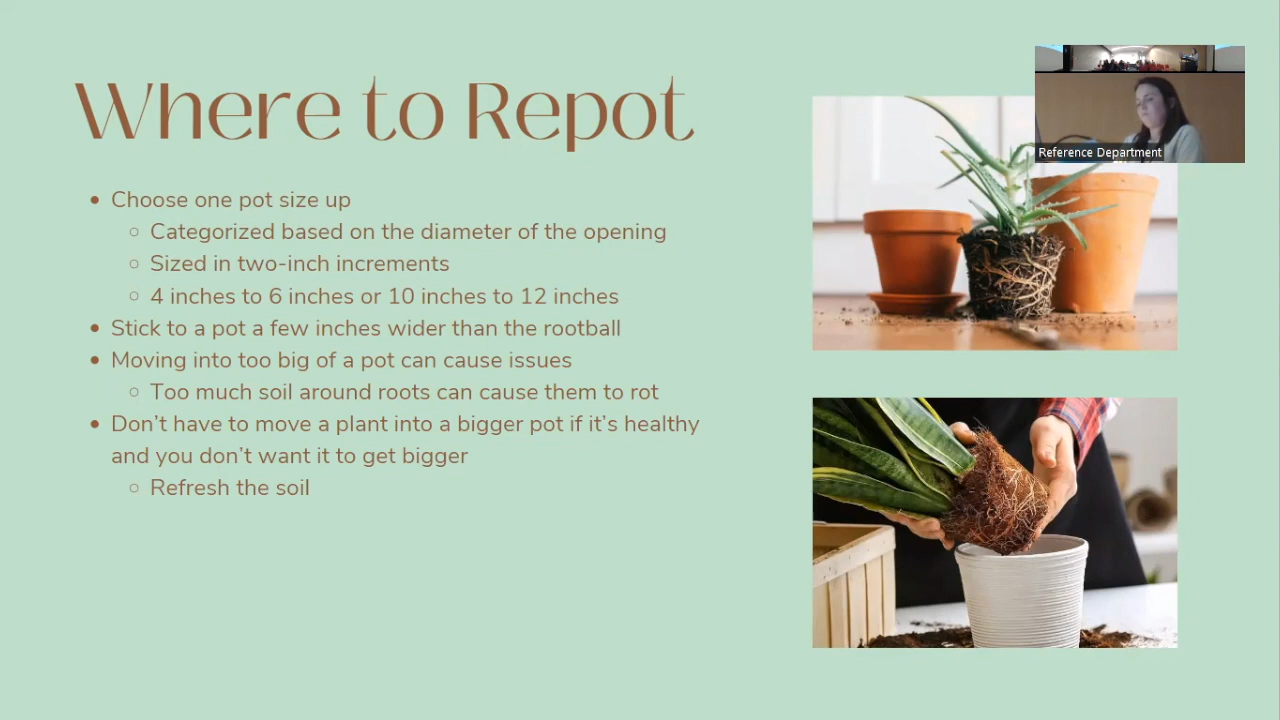 Where to Repot
Reference Department
• Choose one pot size up
○ Categorized based on the diameter of the opening
○ Sized in two-inch increments
○ 4 inches to 6 inches or 10 inches to 12 inches
• Stick to a pot a few inches wider than the rootball
• Moving into too big of a pot can cause issues
○ Too much soil around roots can cause them to rot
• Don’t have to move a plant into a bigger pot if it’s healthy
and you don’t want it to get bigger
○ Refresh the soil